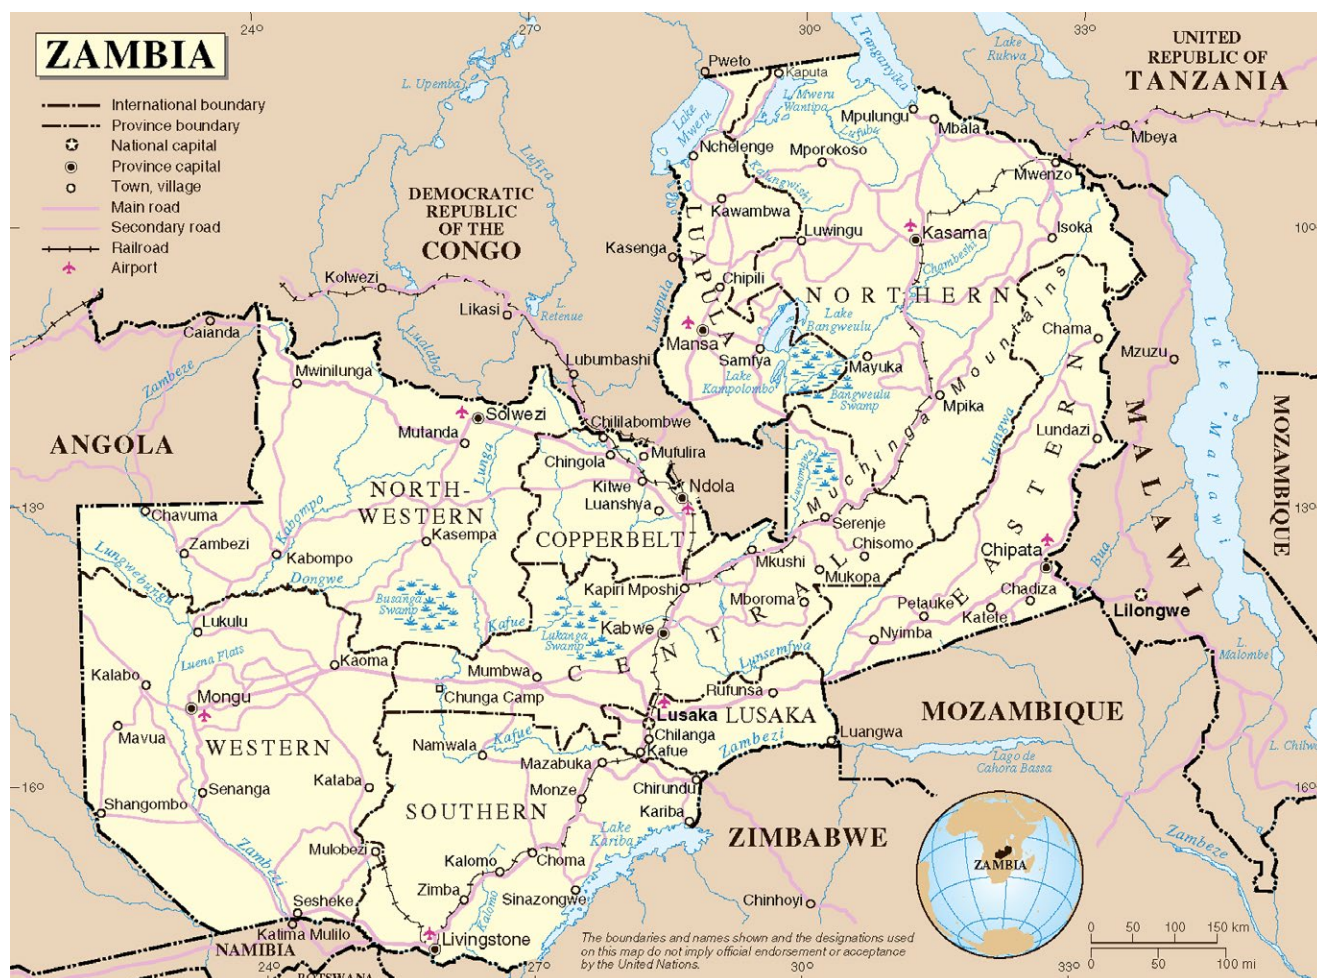 ZAMBIA
International boundary
Province boundary
National capital
Province capital
Town, village
Main road
Secondary road
Railroad
Airport
24°
27°
30°
33°
UNITED
REPUBLIC OF
TANZANIA
L. Tanganyika
Lake
Rukwa
Pweto
Kaputa
L. Upemba
L. Mweru
Wantipa
Lake
Mweru
Mpulungu
Mbala
Mbeya
Lufubu
Lufira
Nchelenge
Mporokoso
Mwenzo
Kalungwishi
DEMOCRATIC
REPUBLIC
OF THE
CONGO
Kawambwa
LUAPULA
Luwingu
Kasama
Isoka
10°
10°
Kasenga
Chambeshi
Kolwezi
Chipili
NORTHERN
Likasi
L.
Retenue
Luapula
Lake
Bangweulu
Muchinga Mountains
Caianda
Lualaba
Mansa
Samfya
Chama
Mzuzu
Lake Malawi
Zambeze
Lubumbashi
Lake
Kampolombo
Mayuka
Bangweulu
Swamp
Mwinilunga
Mpika
MALAWI
MOZAMBIQUE
Solwezi
Chililabombwe
Luangwa
Lundazi
ANGOLA
Mutanda
Lunga
Chingola
Mufulira
Luwombwa
EASTERN
NORTH-
WESTERN
Kitwe
Ndola
Luanshya
13°
13°
Chavuma
Kabompo
Serenje
COPPERBELT
Zambezi
Kabompo
Kasempa
Mkushi
Chisomo
Chipata
Bua
Lungwebungu
Dongwe
Mukopa
Kapiri Mposhi
Busanga
Swamp
Mboroma
Petauke
Chadiza
Lilongwe
Lukulu
Kafue
Lukanga
Swamp
Kabwe
CENTRAL
Katete
Nyimba
Luena Flats
Kaoma
Mumbwa
Lunsemfwa
L.
Malombe
Kalabo
Chunga Camp
Rufunsa
Mongu
Lusaka
LUSAKA
MOZAMBIQUE
Mavua
WESTERN
Namwala
Kafue
Chilanga
Zambezi
Luangwa
Kafue
L. Chilwa
Mazabuka
Lago de
Cahora Bassa
Kataba
16°
16°
Senanga
Monze
Chirundu
Shangombo
SOUTHERN
Kariba
Lake
Kariba
ZIMBABWE
Zambeze
Mulobezi
Kalomo
Choma
ZAMBIA
Zambezi
Zimba
Sinazongwe
Kalomo
Sesheke
Chinhoyi
Katima Mulilo
Livingstone
NAMIBIA
BOTSWANA
24°
27°
30°
The boundaries and names shown and the designations used
on this map do not imply official endorsement or acceptance
by the United Nations.
0 50 100 150 km
0 50 100 mi